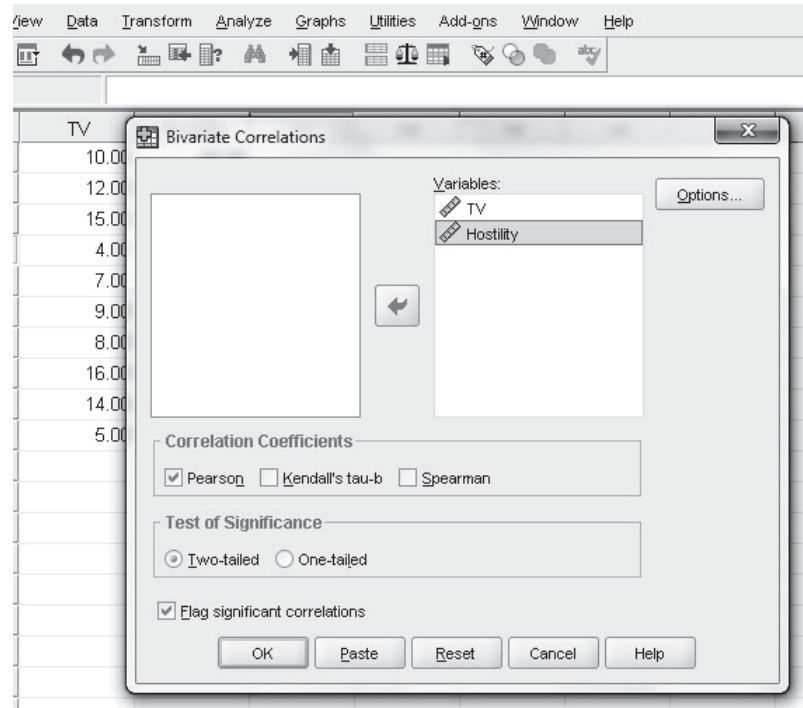 View Data Transform Analyze Graphs Utilities Add-ons Window Help
TV
Bivariate Correlations
10.00
12.00
15.00
4.00
7.00
9.00
8.00
16.00
14.00
5.00
Variables:
TV
Hostility
Options...
Correlation Coefficients
Pearson Kendall's tau-b Spearman
Test of Significance
Two-tailed One-tailed
Flag significant correlations
OK Paste Reset Cancel Help